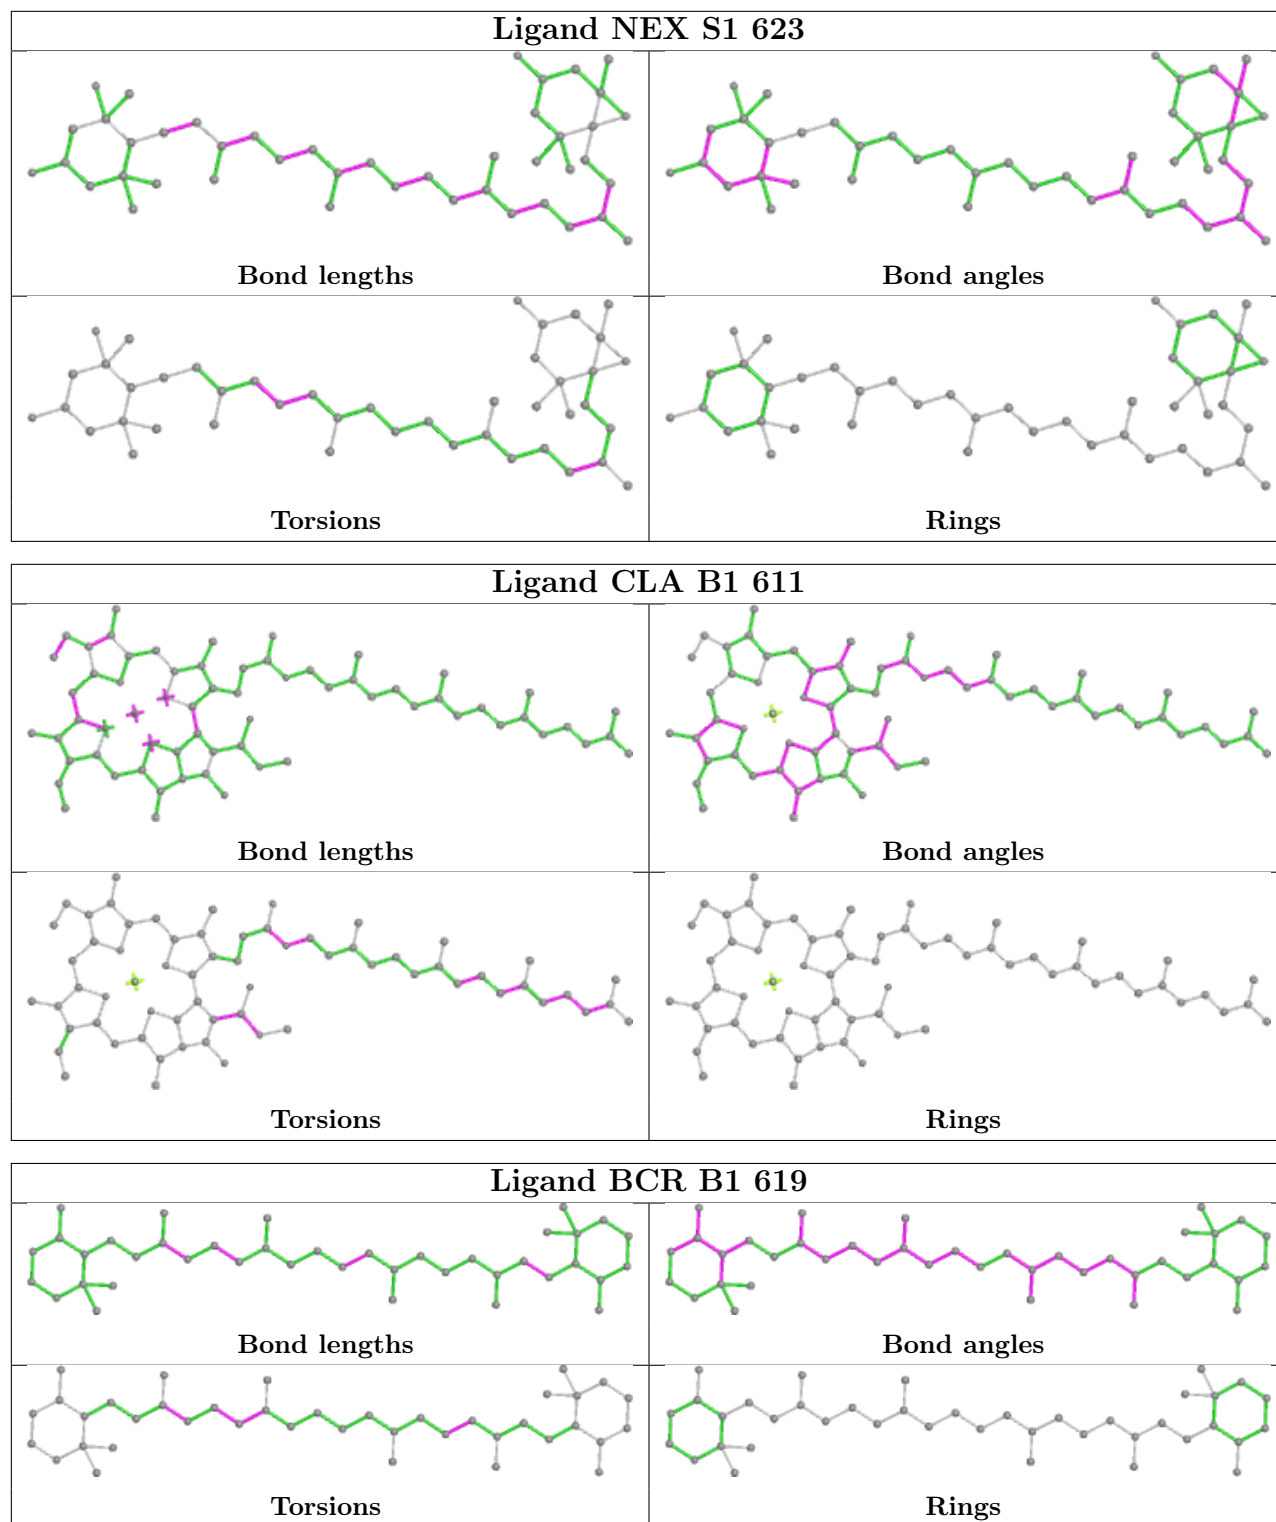 Ligand NEX S1 623
Bond lengths
Bond angles
Torsions
Rings
Ligand CLA B1 611
Bond lengths
Bond angles
Torsions
Rings
Ligand BCR B1 619
Bond lengths
Bond angles
Torsions
Rings